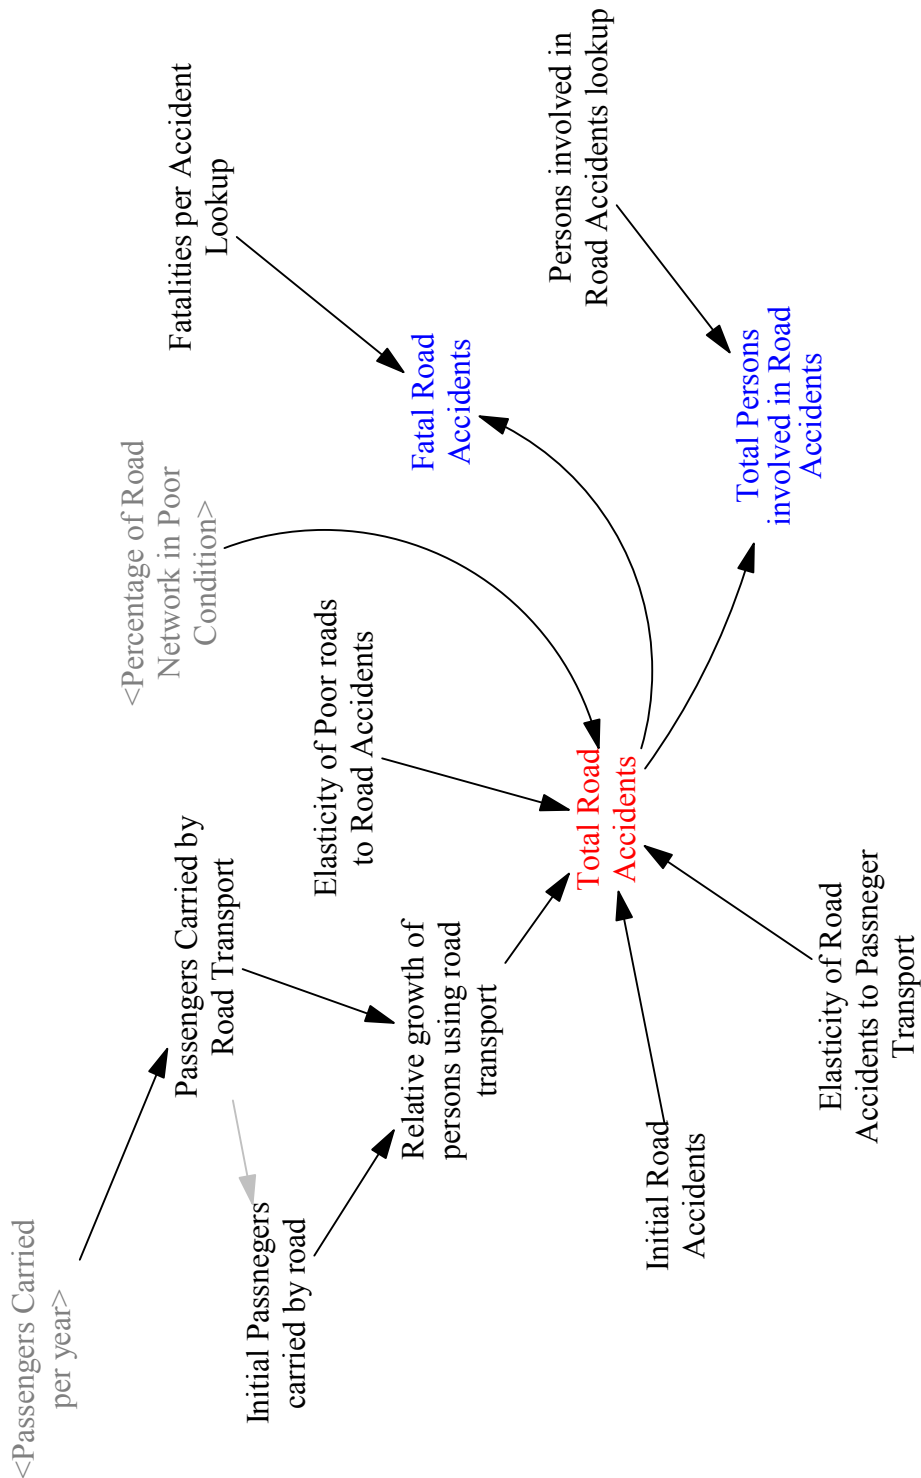 <Passengers Carried
per year>
Passengers Carried by
Road Transport
<Percentage of Road
Network in Poor
Condition>
Fatalities per Accident
Lookup
Initial Passnegers
carried by road
Elasticity of Poor roads
to Road Accidents
Relative growth of
persons using road
transport
Fatal Road
Accidents
Persons involved in
Road Accidents lookup
Total Road
Accidents
Initial Road
Accidents
Total Persons
involved in Road
Accidents
Elasticity of Road
Accidents to Passneger
Transport